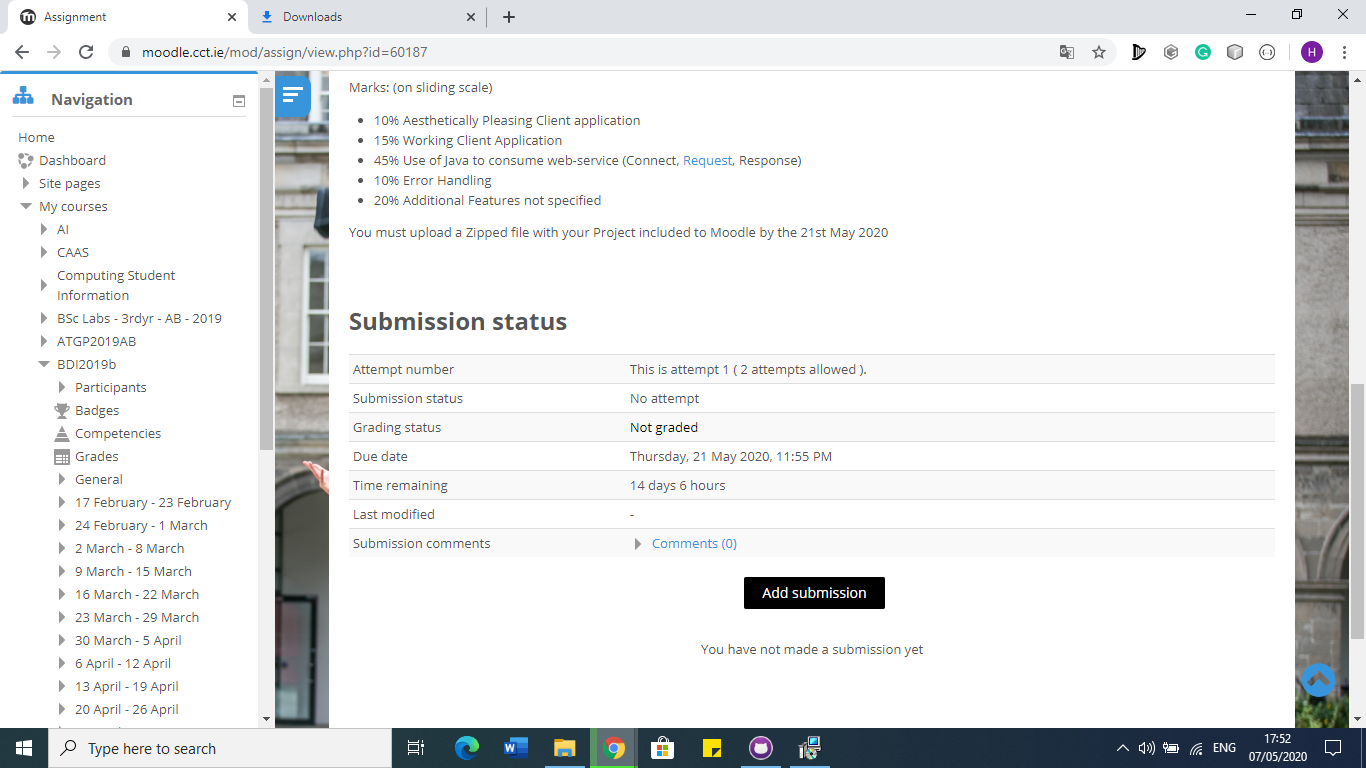 Assignment
Downloads
moodle.cct.ie/mod/assign/view.php?id=60187
H
Navigation
Home
Dashboard
Site pages
My courses
AI
CAAS
Computing Student
Information
BSc Labs - 3rdyr - AB - 2019
ATGP2019AB
BDI2019b
Participants
Badges
Competencies
Grades
General
17 February - 23 February
24 February - 1 March
2 March - 8 March
9 March - 15 March
16 March - 22 March
23 March - 29 March
30 March - 5 April
6 April - 12 April
13 April - 19 April
20 April - 26 April
Marks: (on sliding scale)
10% Aesthetically Pleasing Client application
15% Working Client Application
45% Use of Java to consume web-service (Connect, Request, Response)
10% Error Handling
20% Additional Features not specified
You must upload a Zipped file with your Project included to Moodle by the 21st May 2020
Submission status
Attempt number This is attempt 1 ( 2 attempts allowed ).
Submission status No attempt
Grading status Not graded
Due date Thursday, 21 May 2020, 11:55 PM
Time remaining 14 days 6 hours
Last modified -
Submission comments Comments (0)
Add submission
You have not made a submission yet
Type here to search
ENG
17:52
07/05/2020